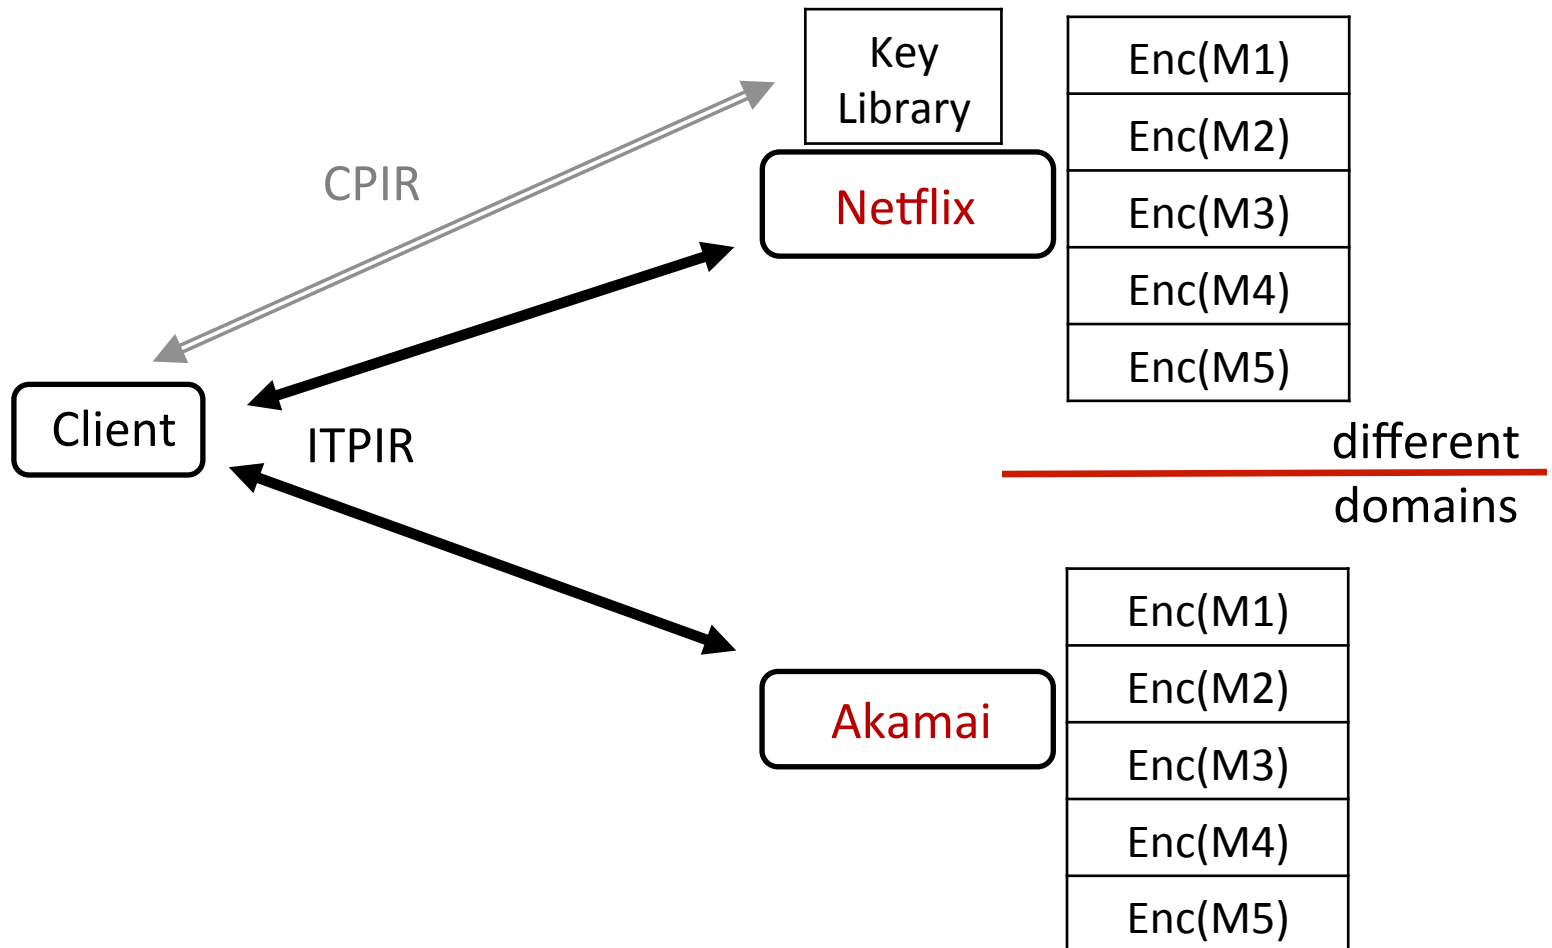 Key
Library
Enc(M1)
Enc(M2)
CPIR
Netflix
Enc(M3)
Enc(M4)
Enc(M5)
Client
ITPIR
different
domains
Enc(M1)
Enc(M2)
Akamai
Enc(M3)
Enc(M4)
Enc(M5)